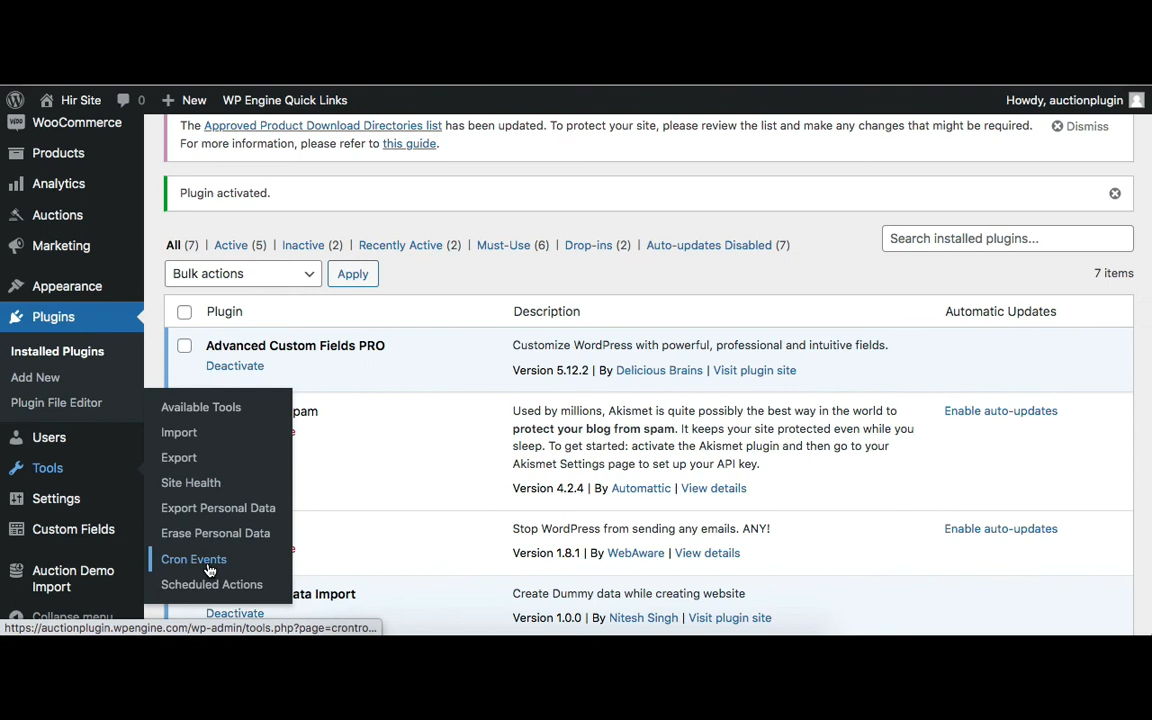 Hir Site 0 New WP Engine Quick Links Howdy, auctionplugin
WooCommerce
Products
Analytics
Auctions
Marketing
Appearance
Plugins
Installed Plugins
Add New
Plugin File Editor
Users
Tools
Settings
Custom Fields
Auction Demo
Import
Collapse menu
Available Tools
Import
Export
Site Health
Export Personal Data
Erase Personal Data
Cron Events
Scheduled Actions
The Approved Product Download Directories list has been updated. To protect your site, please review the list and make any changes that might be required. Dismiss
For more information, please refer to this guide.
Plugin activated.
All (7) | Active (5) | Inactive (2) | Recently Active (2) | Must-Use (6) | Drop-ins (2) | Auto-updates Disabled (7)
Search installed plugins...
Bulk actions Apply
7 items
Plugin Description Automatic Updates
Advanced Custom Fields PRO Customize WordPress with powerful, professional and intuitive fields.
Deactivate Version 5.12.2 | By Delicious Brains | Visit plugin site
pam Used by millions, Akismet is quite possibly the best way in the world to Enable auto-updates
protect your blog from spam. It keeps your site protected even while you
sleep. To get started: activate the Akismet plugin and then go to your
Akismet Settings page to set up your API key.
Version 4.2.4 | By Automattic | View details
Stop WordPress from sending any emails. ANY! Enable auto-updates
Version 1.8.1 | By WebAware | View details
ata Import Create Dummy data while creating website
Deactivate Version 1.0.0 | By Nitesh Singh | Visit plugin site
https://auctionplugin.wpengine.com/wp-admin/tools.php?page=crontro...